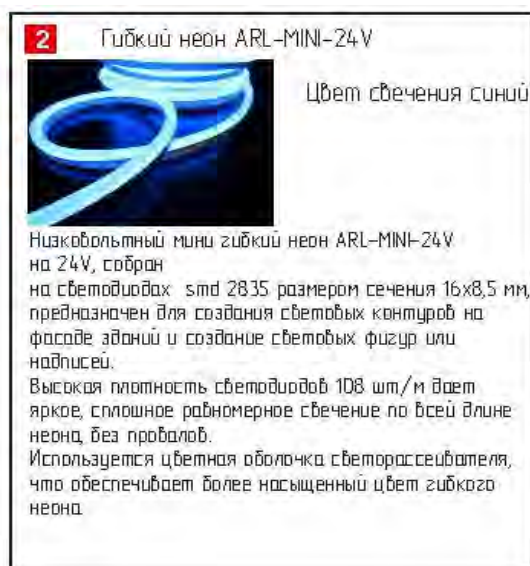 2 Гибкий неон ARL-MINI-24V
Цвет свечения синий
Низковольтный мини гибкий неон ARL-MINI-24V
на 24V, собран
на светодиодах smd 2835 размером сечения 16х8,5 мм,
предназначен для создания световых контуров на
фасаде зданий и создание световых фигур или
надписей.
Высокая плотность светодиодов 108 шт/м дает
яркое, сплошное равномерное свечение по всей длине
неона, без провалов.
Используется цветная оболочка светорассеивателя,
что обеспечивает более насыщенный цвет гибкого
неона